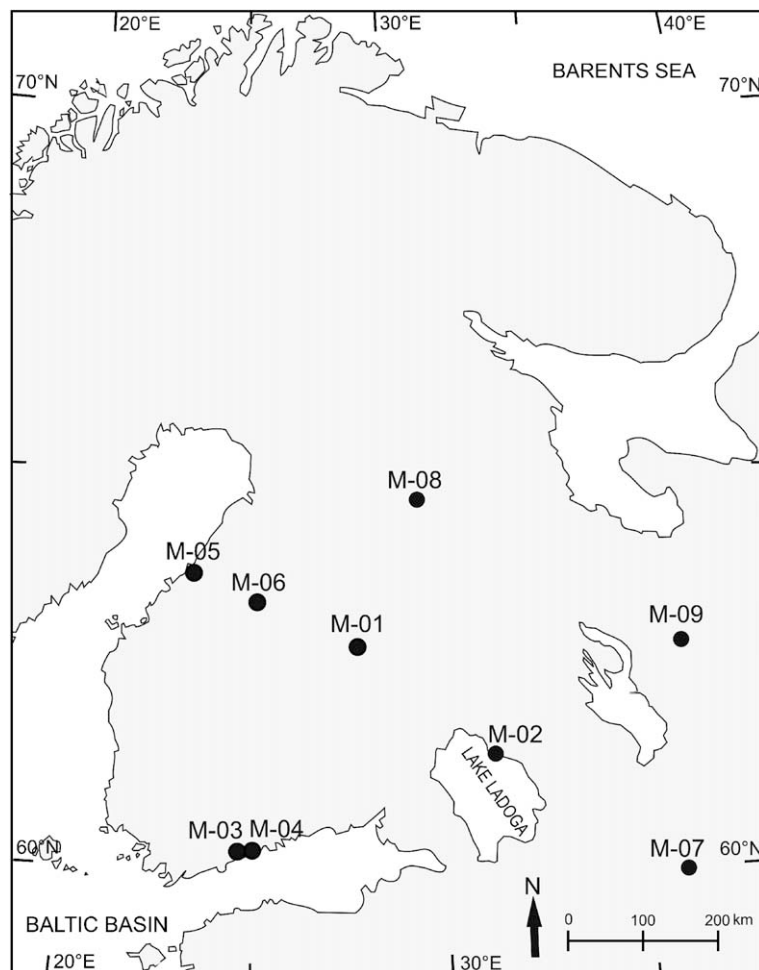 20°E 30°E 40°E
70°N BARENTS SEA 70°N
M-08
M-05
M-06
M-01
M-09
M-02
LAKE LADOGA
M-03 M-04
60°N M-07 60°N
N
0 100 200 km
BALTIC BASIN
20°E 30°E